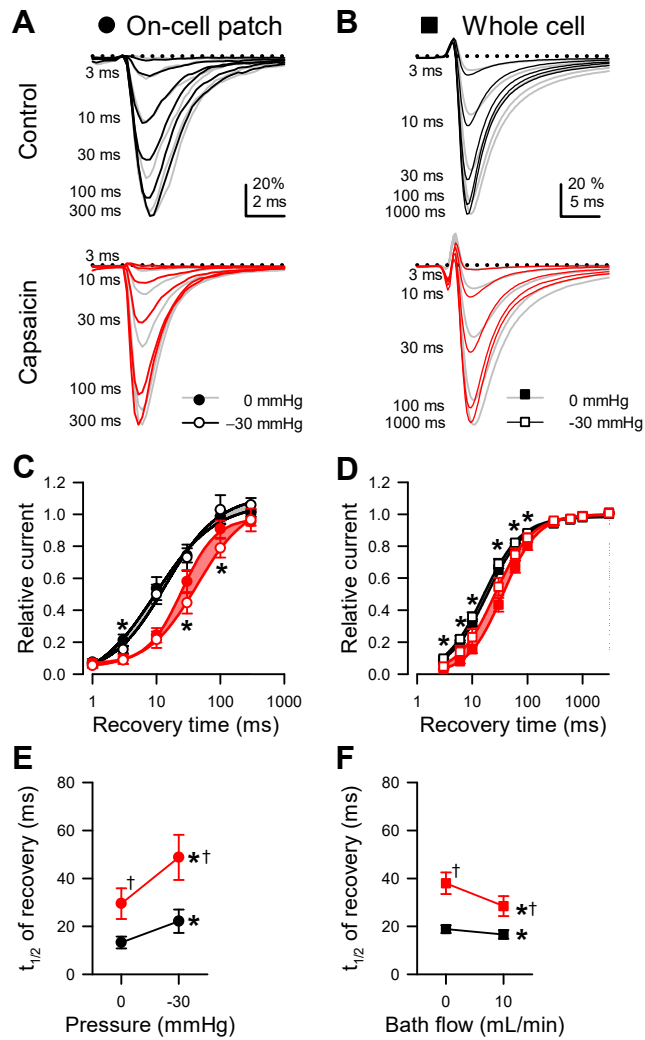 A ● On-cell patch
B ■ Whole cell
Control
3 ms
10 ms
30 ms
100 ms
300 ms
20%
2 ms
3 ms
10 ms
30 ms
100 ms
1000 ms
20 %
5 ms
Capsaicin
3 ms
10 ms
30 ms
100 ms
300 ms
0 mmHg
–30 mmHg
3 ms
10 ms
30 ms
100 ms
1000 ms
0 mmHg
-30 mmHg
C
Relative current
1.2
1.0
0.8
0.6
0.4
0.2
0.0
*
*
*
1 10 100 1000
Recovery time (ms)
D
Relative current
1.2
1.0
0.8
0.6
0.4
0.2
0.0
* * * * * *
1 10 100 1000
Recovery time (ms)
E
t1/2 of recovery (ms)
80
60
40
20
0
†
* †
*
0 -30
Pressure (mmHg)
F
t1/2 of recovery (ms)
80
60
40
20
0
†
*†
*
0 10
Bath flow (mL/min)